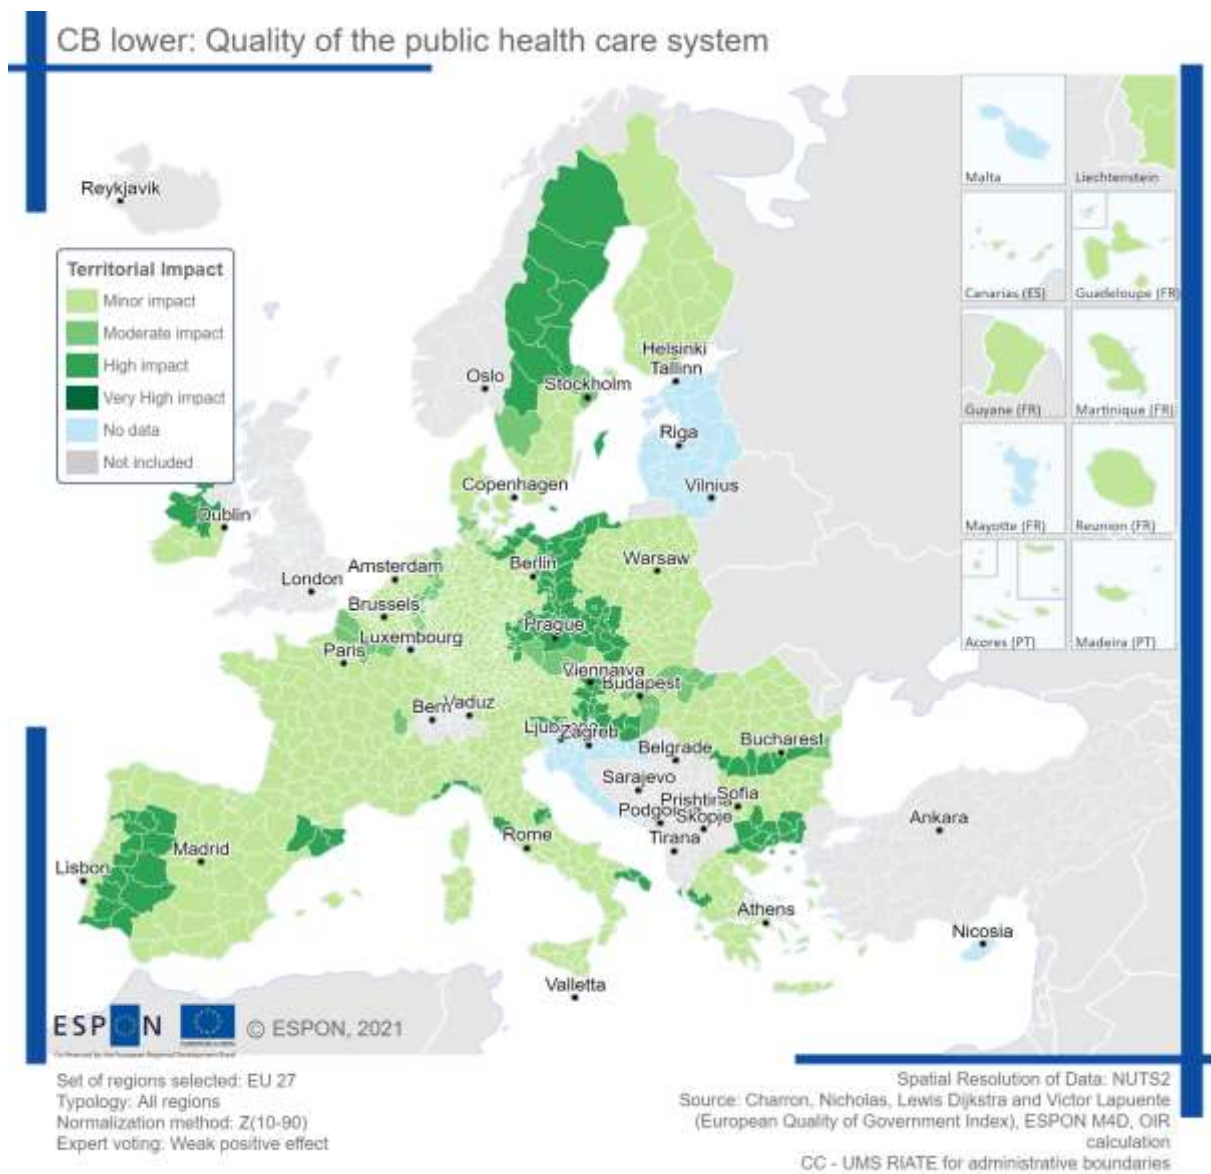 CB lower: Quality of the public health care system
Malta
Liechtenstein
Reykjavik
Territorial Impact
Minor impact
Moderate impact
High impact
Very High impact
No data
Not included
Canarias (ES)
Guadeloupe (FR)
Helsinki
Tallinn
Oslo
Stockholm
Guyane (FR)
Martinique (FR)
Riga
Copenhagen
Vilnius
Dublin
Mayotte (FR)
Reunion (FR)
London
Amsterdam
Berlin
Warsaw
Brussels
Prague
Luxembourg
Paris
Acores (PT)
Madeira (PT)
Vienna
Budapest
Bern
Vaduz
Zagreb
Belgrade
Bucharest
Sarajevo
Prishtina
Sofia
Skopje
Tirana
Ankara
Rome
Madrid
Lisbon
Athens
Nicosia
Valletta
ESPON
© ESPON, 2021
Set of regions selected: EU 27
Typology: All regions
Normalization method: Z(10-90)
Expert voting: Weak positive effect
Spatial Resolution of Data: NUTS2
Source: Charron, Nicholas, Lewis Dijkstra and Victor Lapuente
(European Quality of Government Index), ESPON M4D, OIR
calculation
CC - UMS RIATE for administrative boundaries